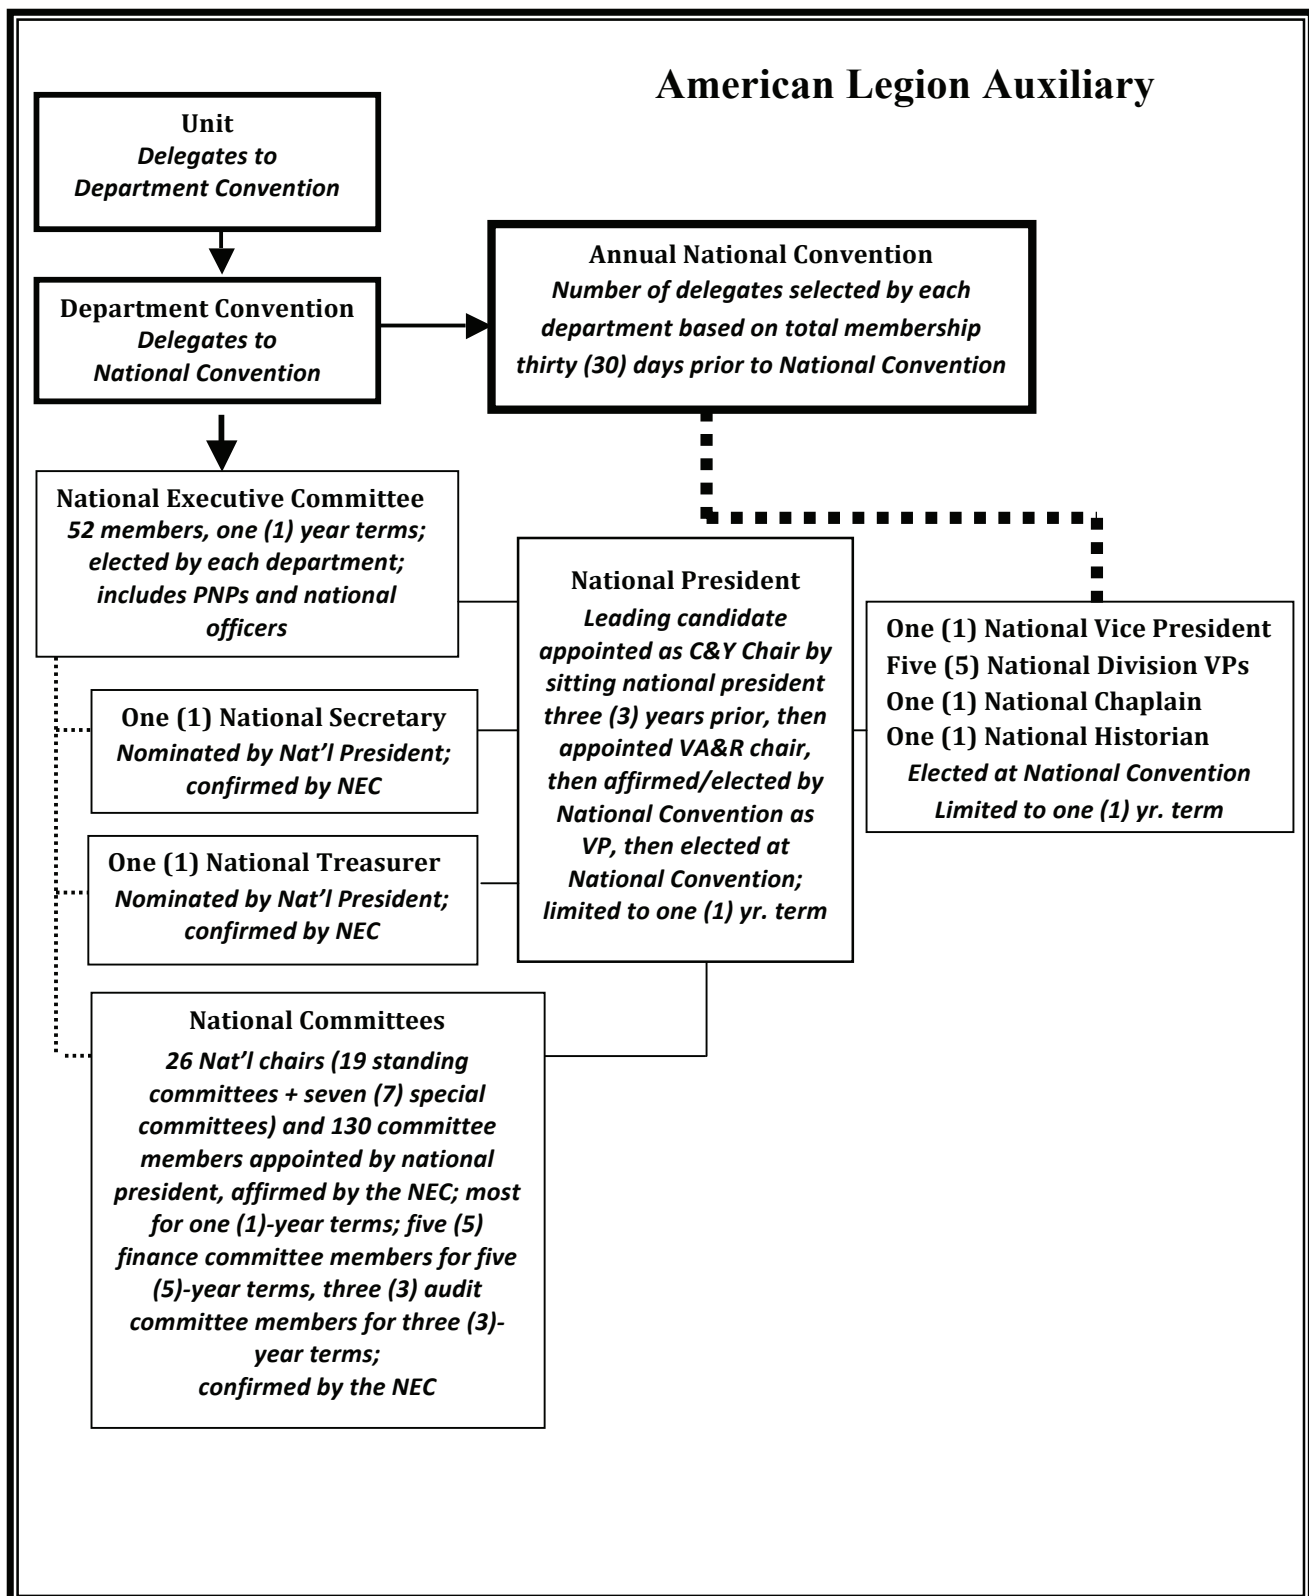 American Legion Auxiliary
Unit
Delegates to
Department Convention
Department Convention
Delegates to
National Convention
Annual National Convention
Number of delegates selected by each
department based on total membership
thirty (30) days prior to National Convention
National Executive Committee
52 members, one (1) year terms;
elected by each department;
includes PNPs and national
officers
One (1) National Secretary
Nominated by Nat’l President;
confirmed by NEC
One (1) National Treasurer
Nominated by Nat’l President;
confirmed by NEC
National President
Leading candidate
appointed as C&Y Chair by
sitting national president
three (3) years prior, then
appointed VA&R chair,
then affirmed/elected by
National Convention as
VP, then elected at
National Convention;
limited to one (1) yr. term
One (1) National Vice President
Five (5) National Division VPs
One (1) National Chaplain
One (1) National Historian
Elected at National Convention
Limited to one (1) yr. term
National Committees
26 Nat’l chairs (19 standing
committees + seven (7) special
committees) and 130 committee
members appointed by national
president, affirmed by the NEC; most
for one (1)-year terms; five (5)
finance committee members for five
(5)-year terms, three (3) audit
committee members for three (3)-
year terms;
confirmed by the NEC